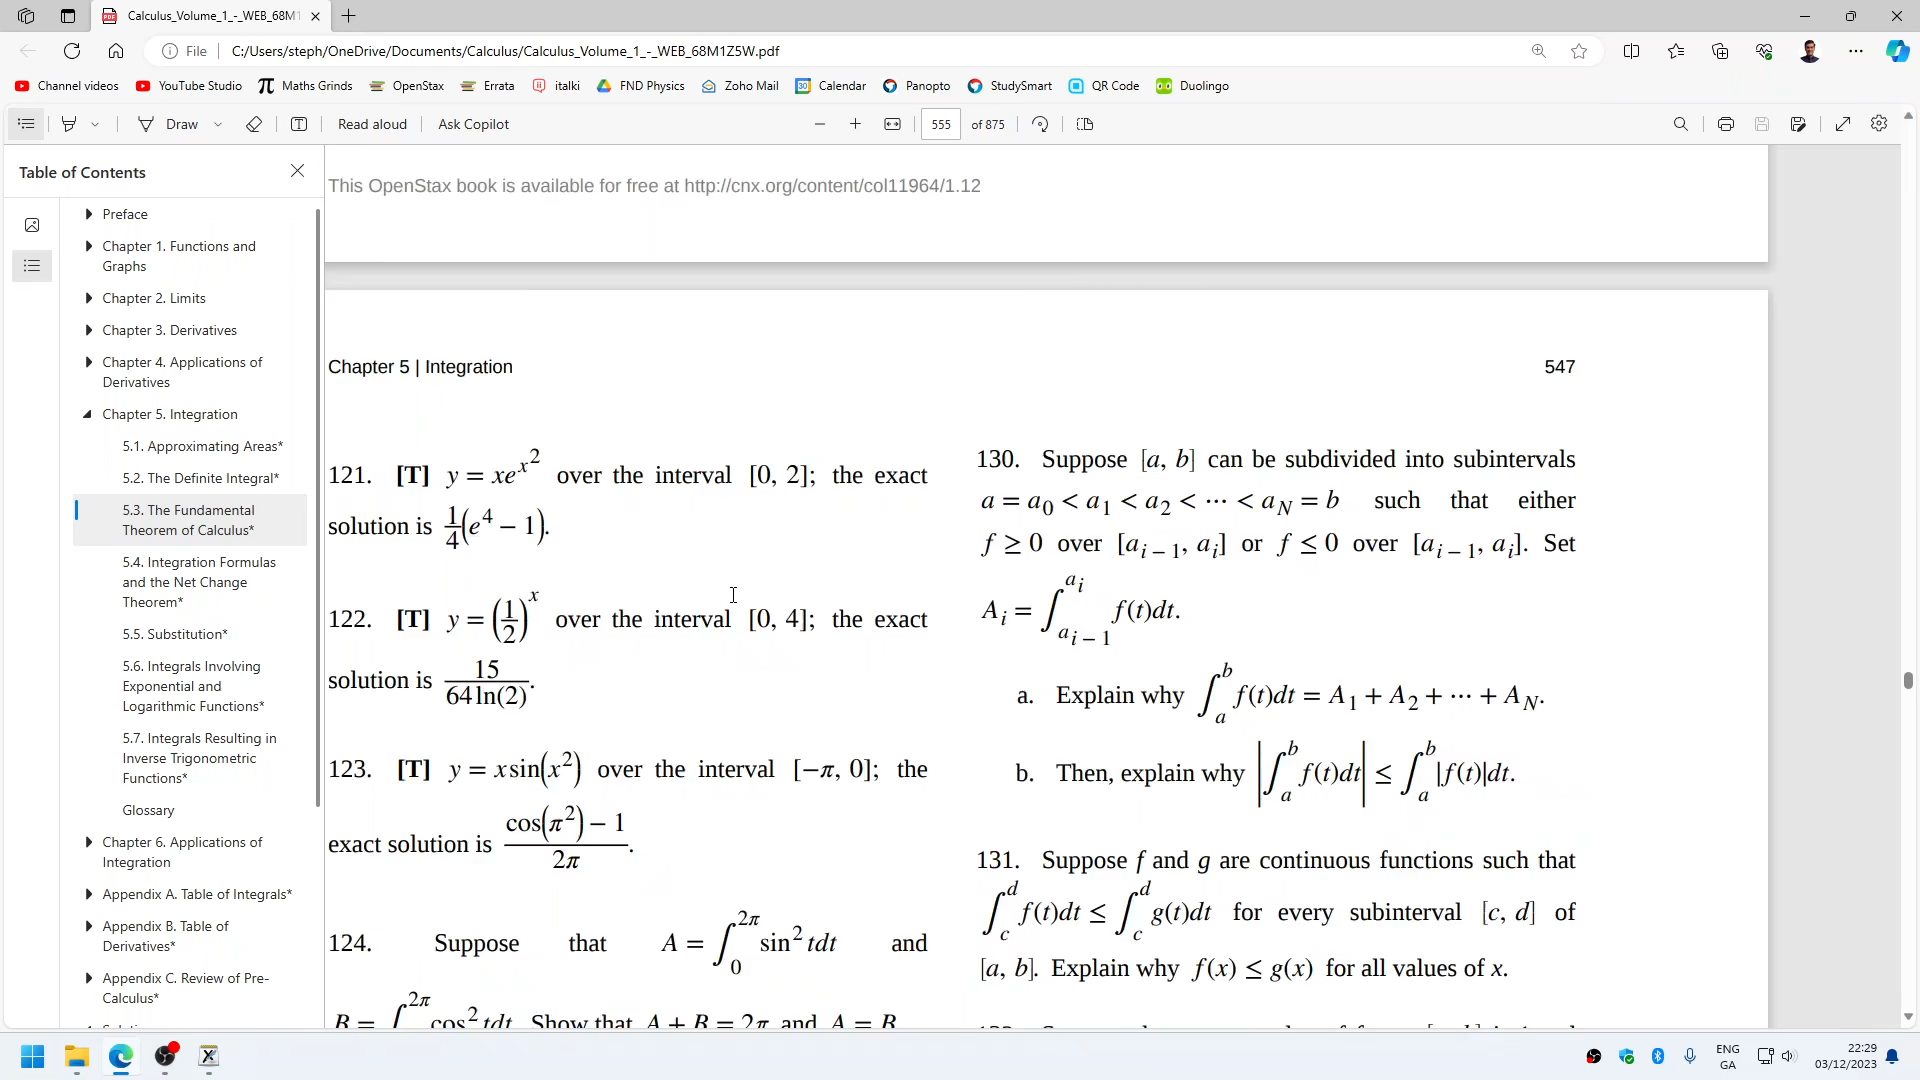 Calculus_Volume_1_-_WEB_68M1
File C:/Users/steph/OneDrive/Documents/Calculus/Calculus_Volume_1_-_WEB_68M1Z5W.pdf
Channel videos YouTube Studio Maths Grinds OpenStax Errata italki FND Physics Zoho Mail Calendar Panopto StudySmart QR Code Duolingo
Draw Read aloud Ask Copilot 555 of 875
Table of Contents
Preface
Chapter 1. Functions and
Graphs
Chapter 2. Limits
Chapter 3. Derivatives
Chapter 4. Applications of
Derivatives
Chapter 5. Integration
5.1. Approximating Areas*
5.2. The Definite Integral*
5.3. The Fundamental
Theorem of Calculus*
5.4. Integration Formulas
and the Net Change
Theorem*
5.5. Substitution*
5.6. Integrals Involving
Exponential and
Logarithmic Functions*
5.7. Integrals Resulting in
Inverse Trigonometric
Functions*
Glossary
Chapter 6. Applications of
Integration
Appendix A. Table of Integrals*
Appendix B. Table of
Derivatives*
Appendix C. Review of Pre-
Calculus*
This OpenStax book is available for free at http://cnx.org/content/col11964/1.12
Chapter 5 | Integration 547
121. [T] y = xe^{x^2} over the interval [0, 2]; the exact
solution is 1/4(e^4 − 1).
122. [T] y = (1/2)^x over the interval [0, 4]; the exact
solution is 15/(64 ln(2)).
123. [T] y = x sin(x^2) over the interval [−π, 0]; the
exact solution is (cos(π^2) − 1)/(2π).
124. Suppose that A = ∫_0^{2π} sin^2 tdt and
B = ∫^{2π} cos^2 tdt. Show that A + B = 2π and A = B.
130. Suppose [a, b] can be subdivided into subintervals
a = a_0 < a_1 < a_2 < ⋯ < a_N = b such that either
f ≥ 0 over [a_{i − 1}, a_i] or f ≤ 0 over [a_{i − 1}, a_i]. Set
A_i = ∫_{a_{i − 1}}^{a_i} f(t)dt.
a. Explain why ∫_a^b f(t)dt = A_1 + A_2 + ⋯ + A_N.
b. Then, explain why |∫_a^b f(t)dt| ≤ ∫_a^b |f(t)|dt.
131. Suppose f and g are continuous functions such that
∫_c^d f(t)dt ≤ ∫_c^d g(t)dt for every subinterval [c, d] of
[a, b]. Explain why f(x) ≤ g(x) for all values of x.
ENG
GA
22:29
03/12/2023